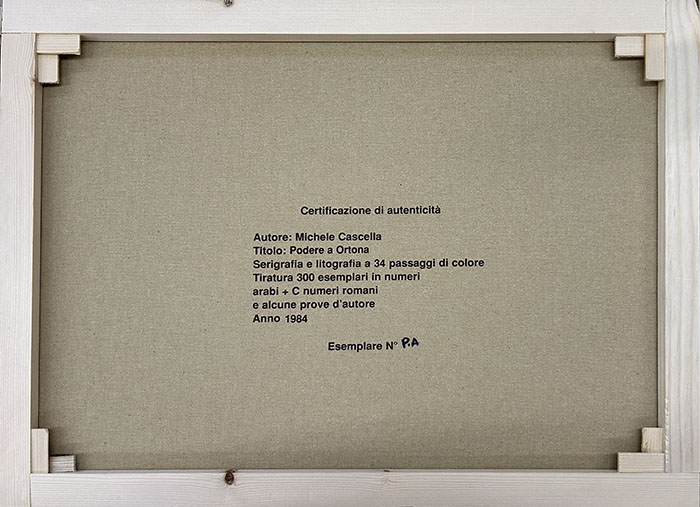 Certificazione di autenticità
Autore: Michele Cascella
Titolo: Podere a Ortona
Serigrafia e litografia a 34 passaggi di colore
Tiratura 300 esemplari in numeri
arabi + C numeri romani
e alcune prove d'autore
Anno 1984
Esemplare N° P.A